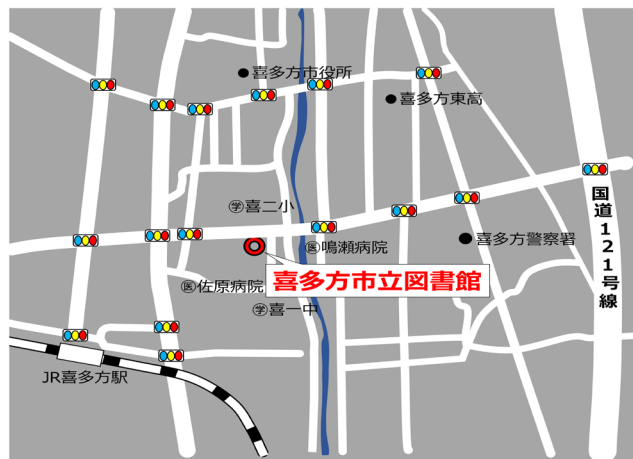 喜多方市役所
喜多方東高
国道121号線
学喜二小
医鳴瀬病院
喜多方警察署
喜多方市立図書館
医佐原病院
学喜一中
JR喜多方駅